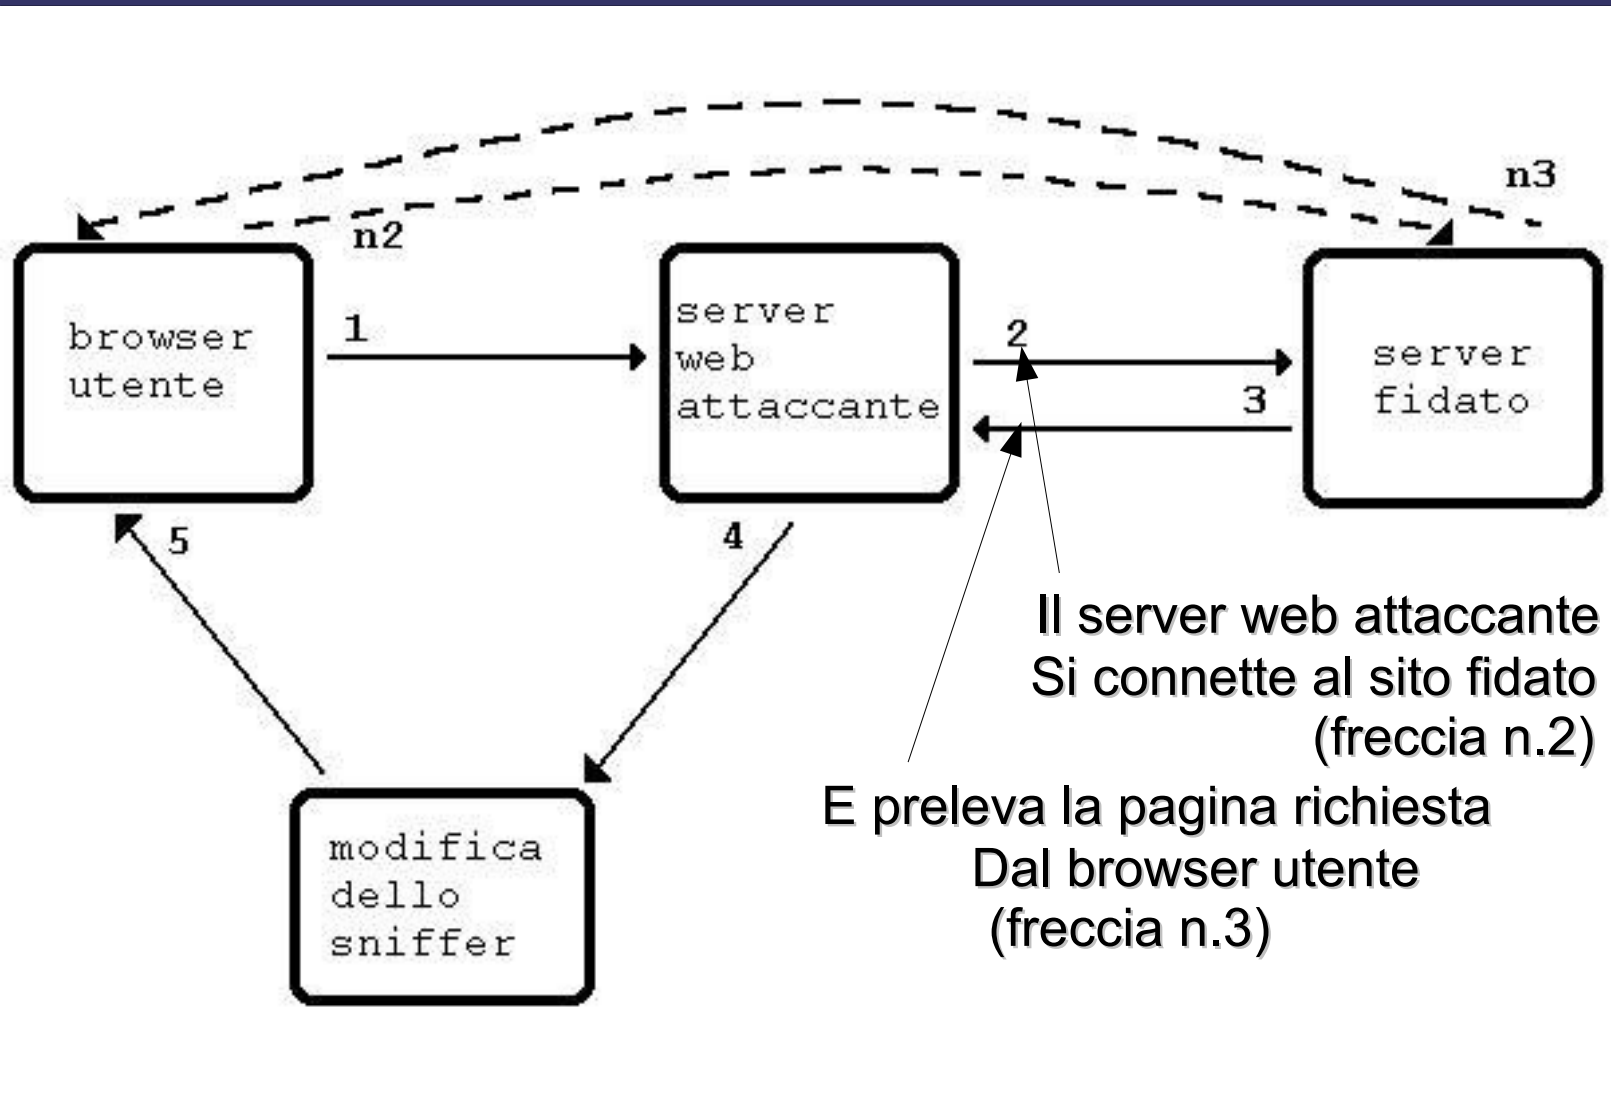 n3
n2
browser
utente
1
server
web
attaccante
2
3
server
fidato
5
4
Il server web attaccante
Si connette al sito fidato
(freccia n.2)
E preleva la pagina richiesta
Dal browser utente
(freccia n.3)
modifica
dello
sniffer